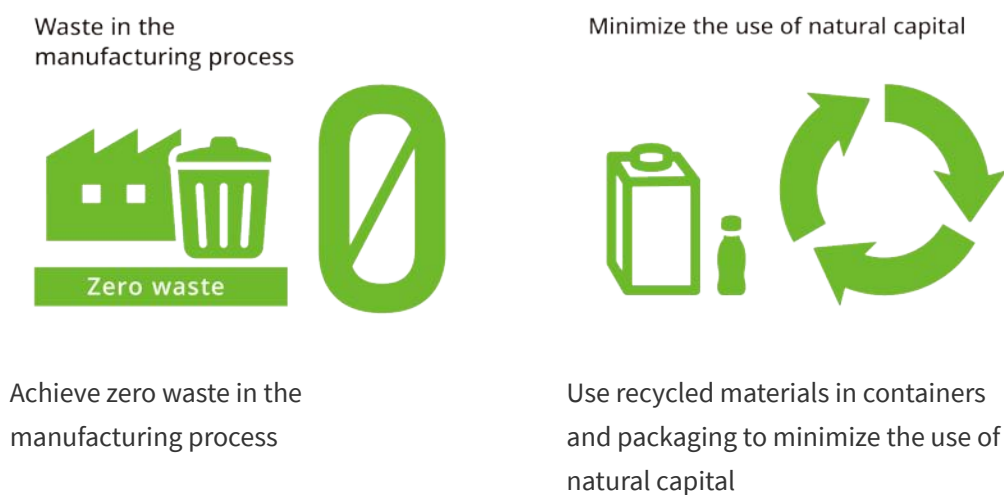 Waste in the
manufacturing process
Zero waste
0
Achieve zero waste in the
manufacturing process
Minimize the use of natural capital
Use recycled materials in containers
and packaging to minimize the use of
natural capital